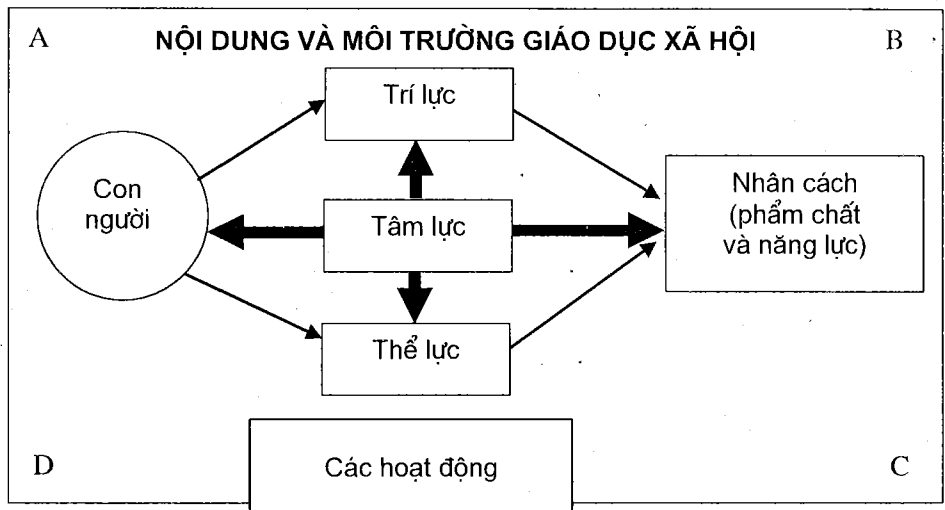 A NỘI DUNG VÀ MÔI TRƯỜNG GIÁO DỤC XÃ HỘI B
Trí lực
Con
người
Tâm lực
Nhân cách
(phẩm chất
và năng lực)
Thể lực
D Các hoạt động C